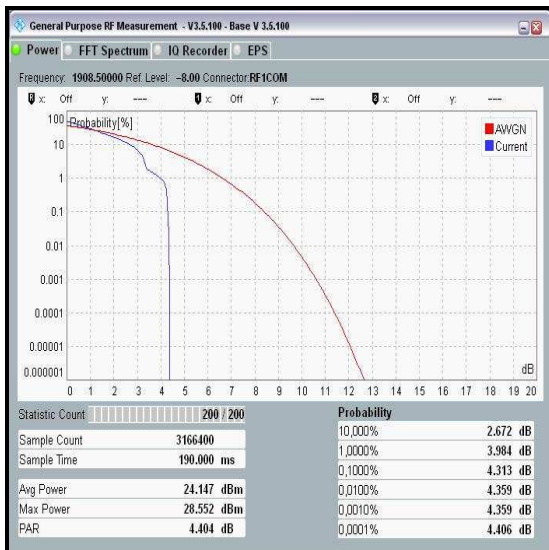 General Purpose RF Measurement - V3.5.100 - Base V 3.5.100
Power FFT Spectrum IQ Recorder EPS
Frequency: 1908.50000 Ref. Level: -8.00 Connector:RF1COM
x: Off y: --- 1 x: Off y: --- 2 x: Off y: ---
Probability[%]
AWGN
Current
100
10
1
0.1
0.01
0.001
0.0001
0.00001
0.000001
dB
0 1 2 3 4 5 6 7 8 9 10 11 12 13 14 15 16 17 18 19 20
Statistic Count 200 / 200
Sample Count 3166400
Sample Time 190.000 ms
Avg Power 24.147 dBm
Max Power 28.552 dBm
PAR 4.404 dB
Probability
10,000% 2.672 dB
1,0000% 3.984 dB
0,1000% 4.313 dB
0,0100% 4.359 dB
0,0010% 4.359 dB
0,0001% 4.406 dB